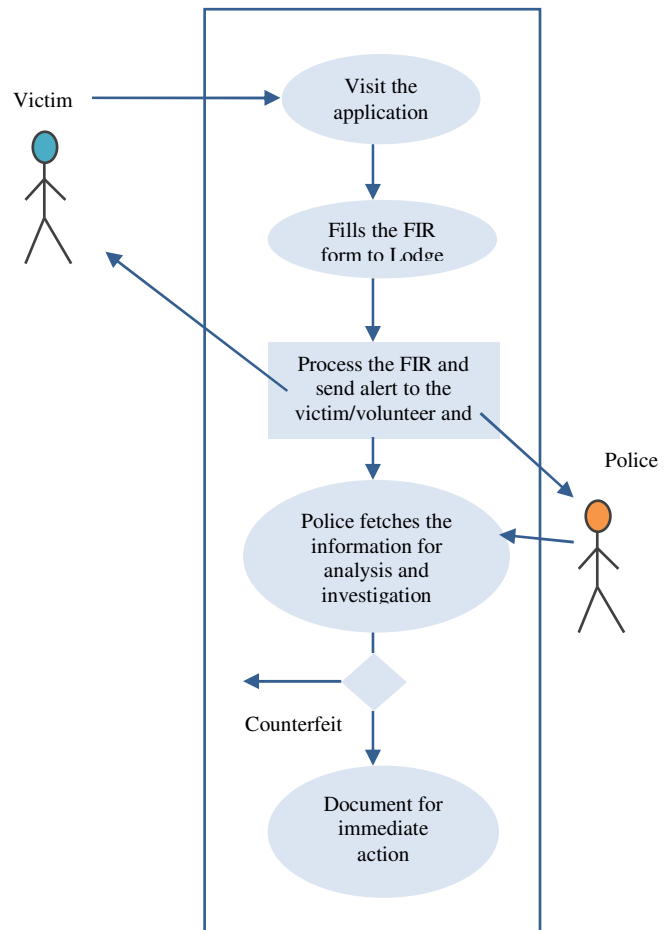 Victim
Visit the
application
Fills the FIR
form to Lodge
Process the FIR and
send alert to the
victim/volunteer and
Police
Police fetches the
information for
analysis and
investigation
Counterfeit
Document for
immediate
action